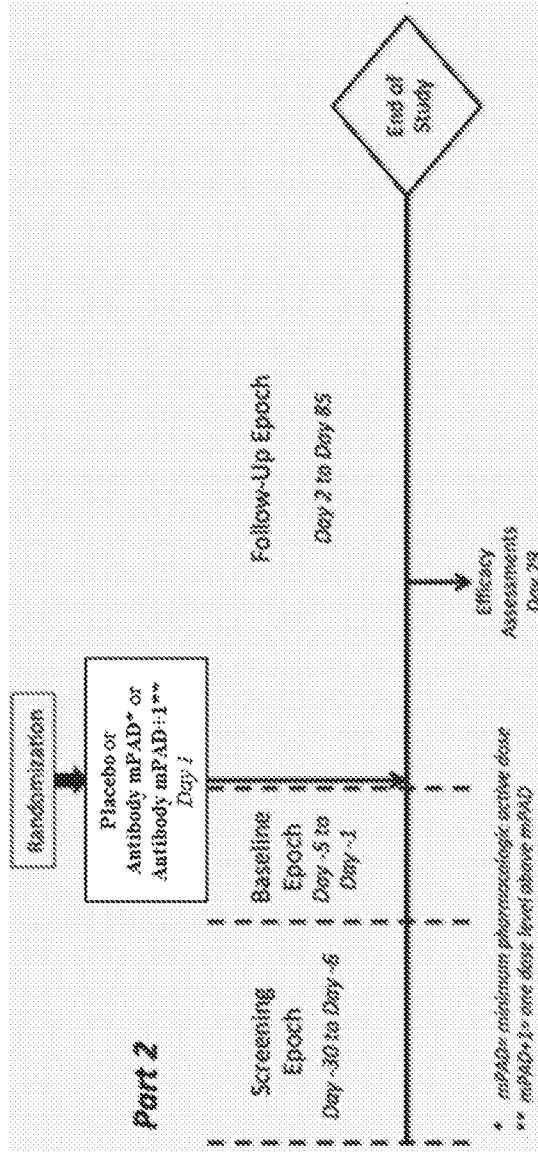 Part 2
Randomization
Placebo or
Antibody mPAD* or
Antibody mPAD+1**
Day 1
Screening
Epoch
Day -30 to Day -6
Baseline
Epoch
Day -5 to
Day -1
Follow-Up Epoch
Day 2 to Day 85
End of
Study
Efficacy
Assessments
Day 29
* mPAD= minimum pharmacologic active dose
** mPAD+1= one dose level above mPAD